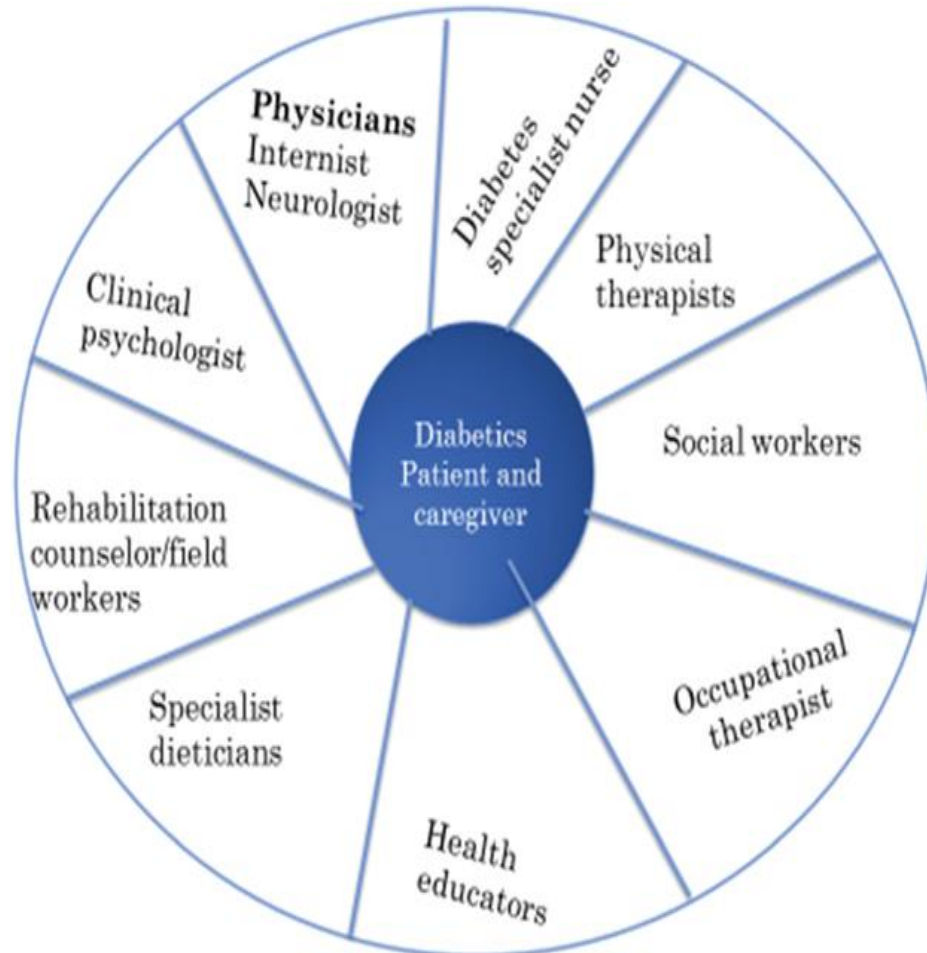 Physicians
Internist
Neurologist
Diabetes
specialist nurse
Physical
therapists
Social workers
Occupational
therapist
Health
educators
Specialist
dieticians
Rehabilitation
counselor/field
workers
Clinical
psychologist
Diabetics
Patient and
caregiver